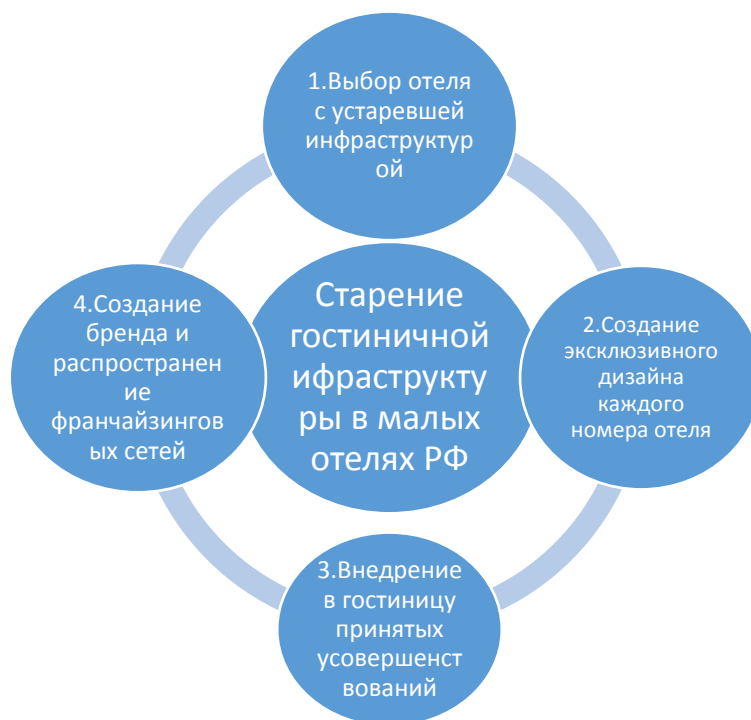 1.Выбор отеля
с устаревшей
инфраструктур
ой
Старение
гостиничной
ифраструкту
ры в малых
отелях РФ
2.Создание
эксклюзивного
дизайна
каждого
номера отеля
3.Внедрение
в гостиницу
принятых
усовершенст
вований
4.Создание
бренда и
распространен
ие
франчайзингов
ых сетей